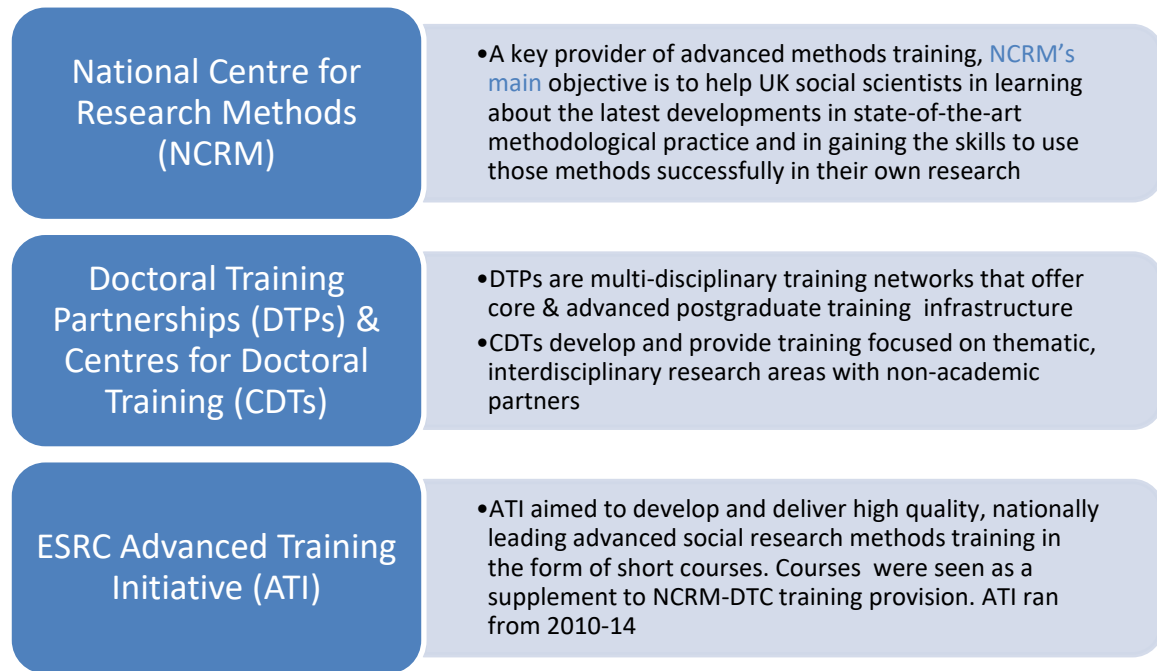 National Centre for
Research Methods
(NCRM)
•A key provider of advanced methods training, NCRM’s
main objective is to help UK social scientists in learning
about the latest developments in state-of-the-art
methodological practice and in gaining the skills to use
those methods successfully in their own research
Doctoral Training
Partnerships (DTPs) &
Centres for Doctoral
Training (CDTs)
•DTPs are multi-disciplinary training networks that offer
core & advanced postgraduate training  infrastructure
•CDTs develop and provide training focused on thematic,
interdisciplinary research areas with non-academic
partners
ESRC Advanced Training
Initiative (ATI)
•ATI aimed to develop and deliver high quality, nationally
leading advanced social research methods training in
the form of short courses. Courses  were seen as a
supplement to NCRM-DTC training provision. ATI ran
from 2010-14